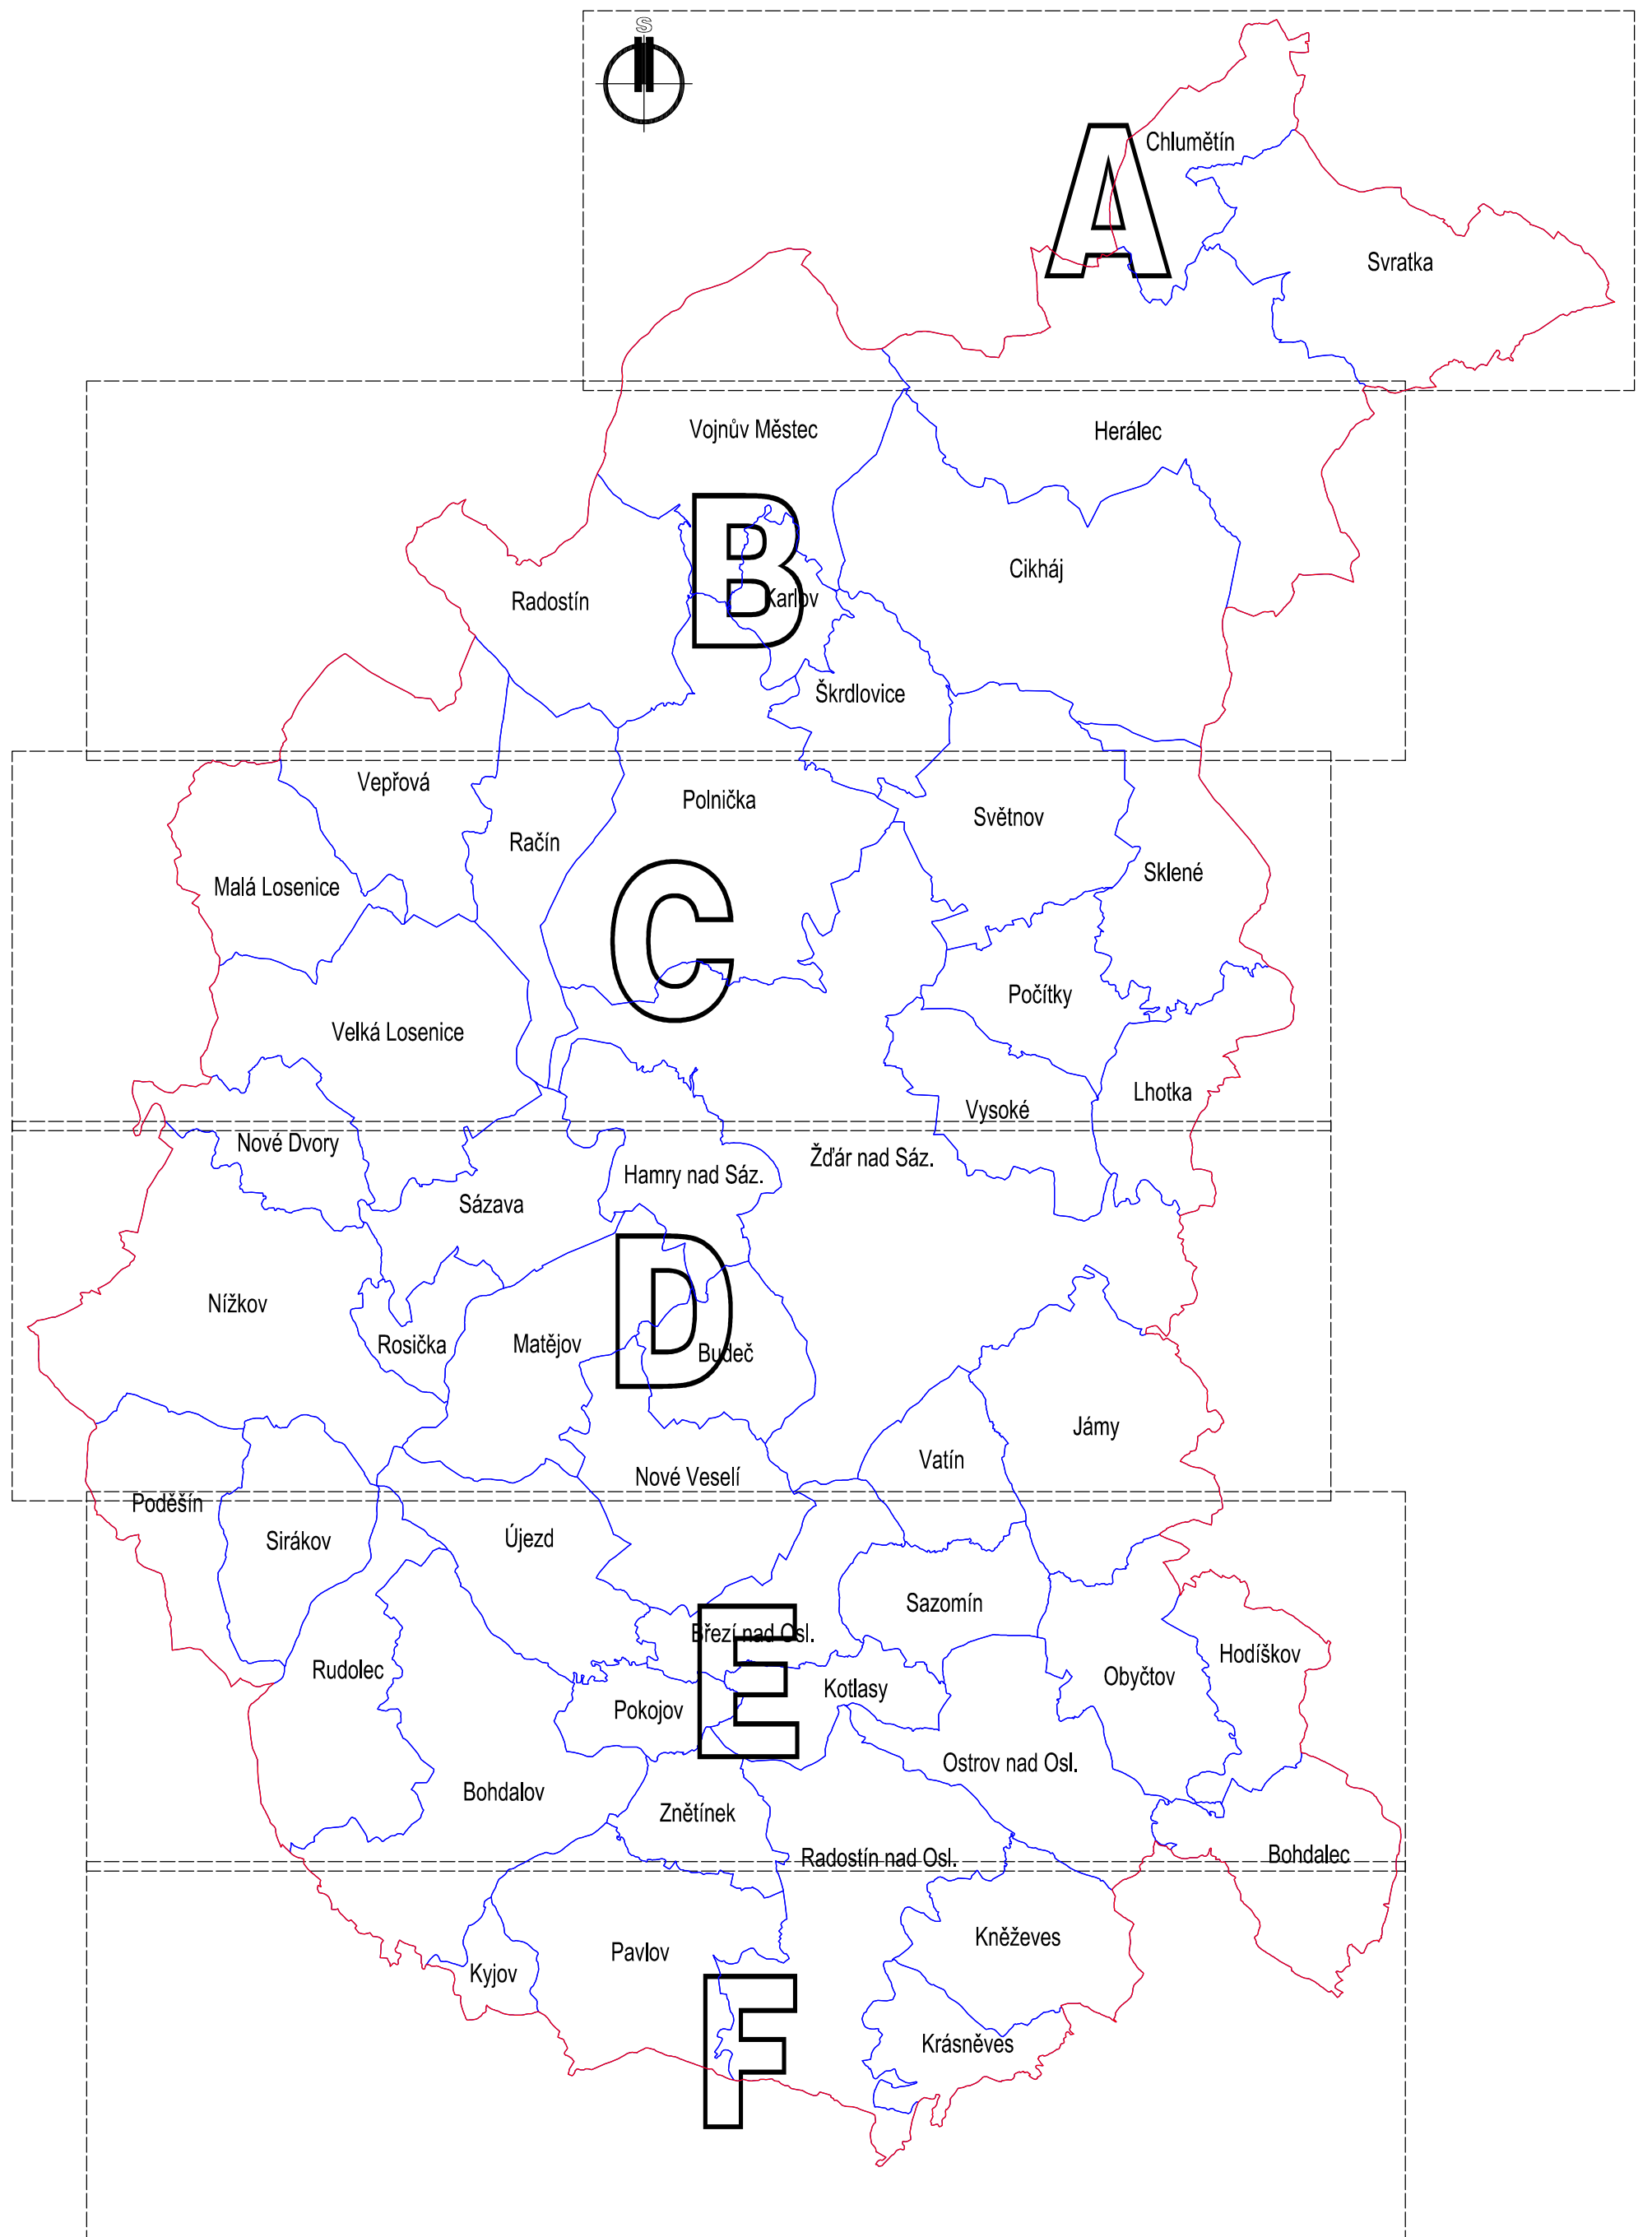 S
A
Chlumětín
Svratka
Vojnův Městec
Herálec
B
Cikháj
Radostín
Karlov
Škrdlovice
Vepřová
Polnička
Světnov
Račín
Malá Losenice
Sklené
C
Počítky
Velká Losenice
Lhotka
Vysoké
Nové Dvory
Žďár nad Sáz.
Hamry nad Sáz.
Sázava
D
Nížkov
Rosička
Matějov
Budeč
Jámy
Vatín
Nové Veselí
Poděšín
Sirákov
Újezd
Sazomín
E
Březí nad Osl.
Hodíškov
Rudolec
Obyčtov
Kotlasy
Pokojov
Ostrov nad Osl.
Bohdalov
Znětínek
Bohdalec
Radostín nad Osl.
Kněževes
Pavlov
Kyjov
F
Krásněves